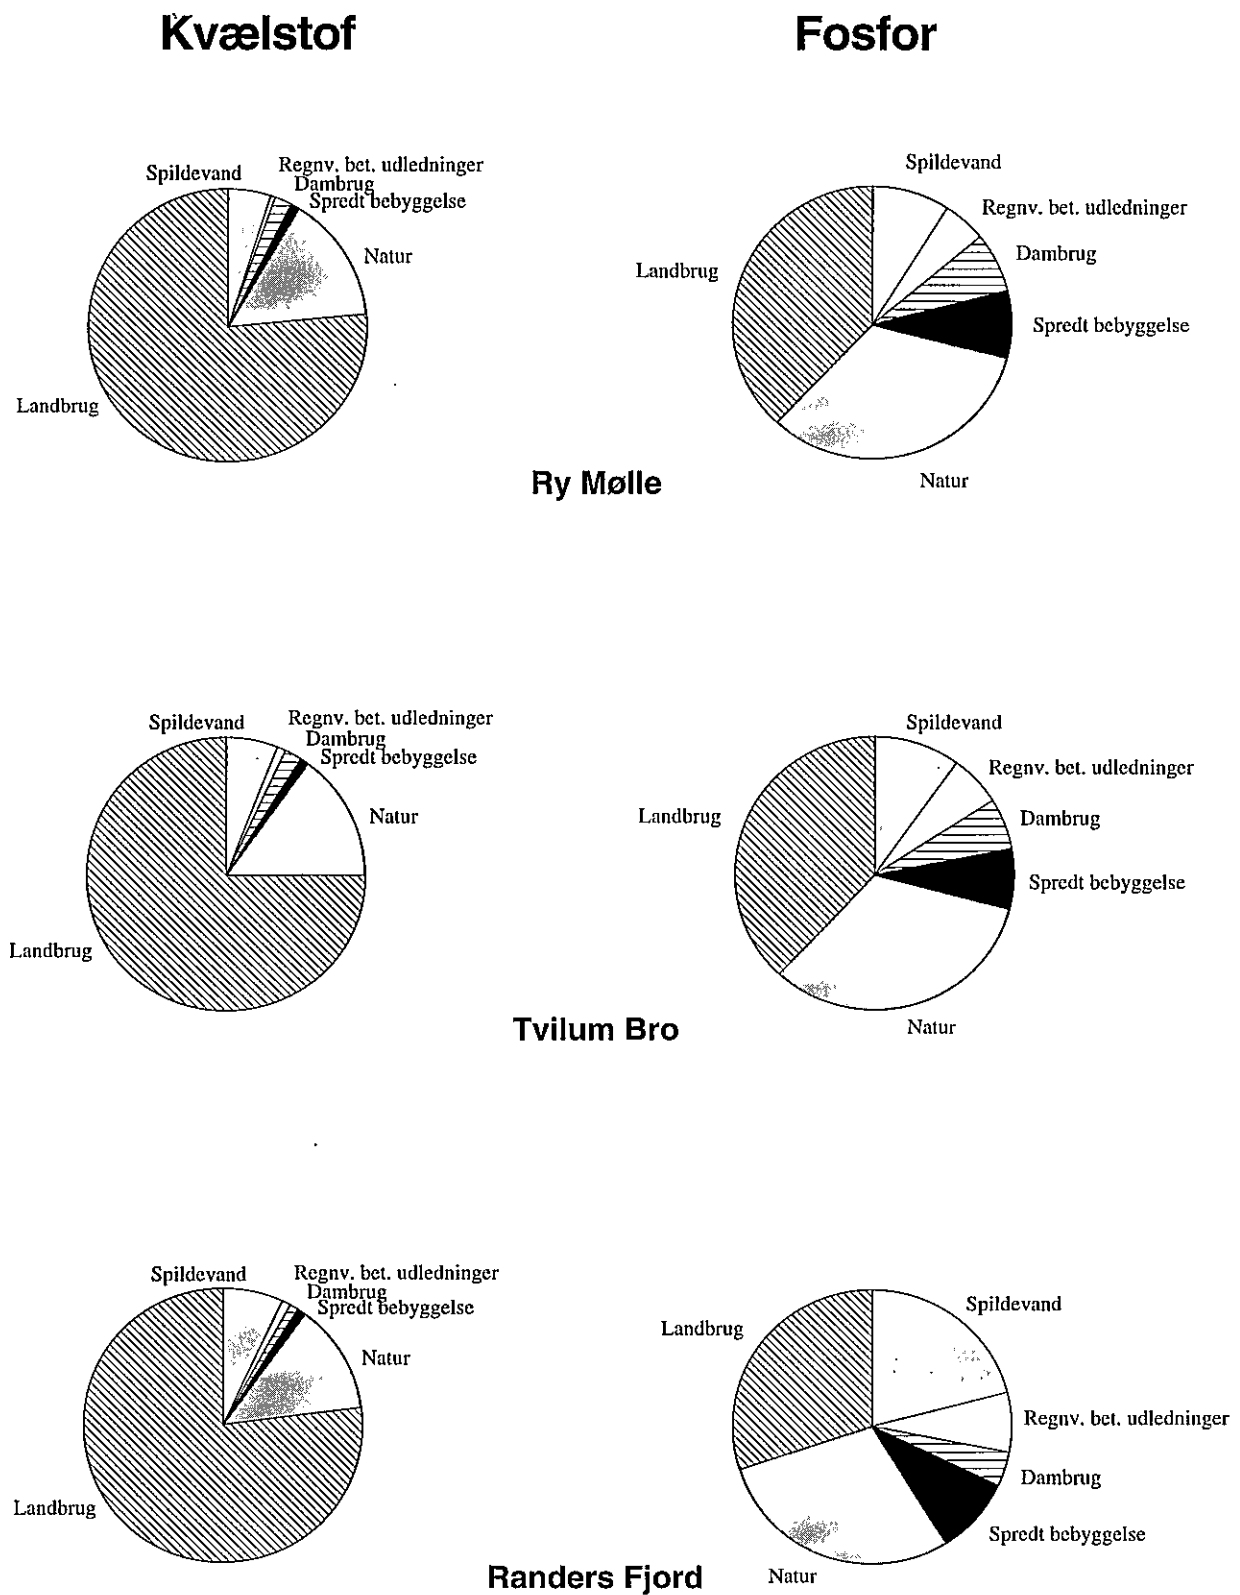 Kvælstof
Fosfor
Spildevand
Regnv. bet. udledninger
Dambrug
Spredt bebyggelse
Natur
Landbrug
Spildevand
Regnv. bet. udledninger
Dambrug
Spredt bebyggelse
Natur
Landbrug
Ry Mølle
Spildevand
Regnv. bet. udledninger
Dambrug
Spredt bebyggelse
Natur
Landbrug
Spildevand
Regnv. bet. udledninger
Dambrug
Spredt bebyggelse
Natur
Landbrug
Tvilum Bro
Spildevand
Regnv. bet. udledninger
Dambrug
Spredt bebyggelse
Natur
Landbrug
Spildevand
Regnv. bet. udledninger
Dambrug
Spredt bebyggelse
Natur
Landbrug
Randers Fjord